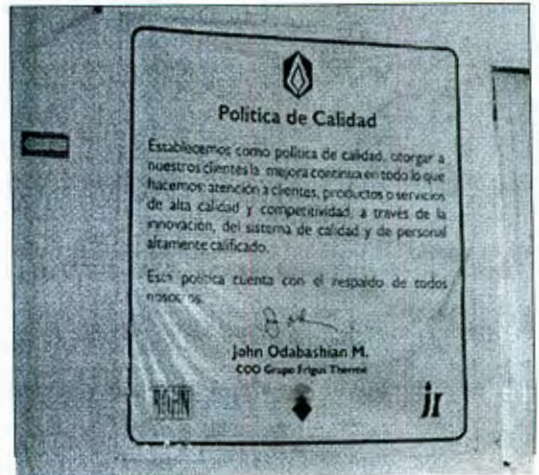 Política de Calidad
Establecemos como política de calidad, otorgar a
nuestros clientes la mejora continua en todo lo que
hacemos: atención a clientes, productos o servicios
de alta calidad y competitividad, a través de la
innovación, del sistema de calidad y de personal
altamente calificado.
Esta política cuenta con el respaldo de todos
nosotros.
John Odabashian M.
COO Grupo Frigus Therme